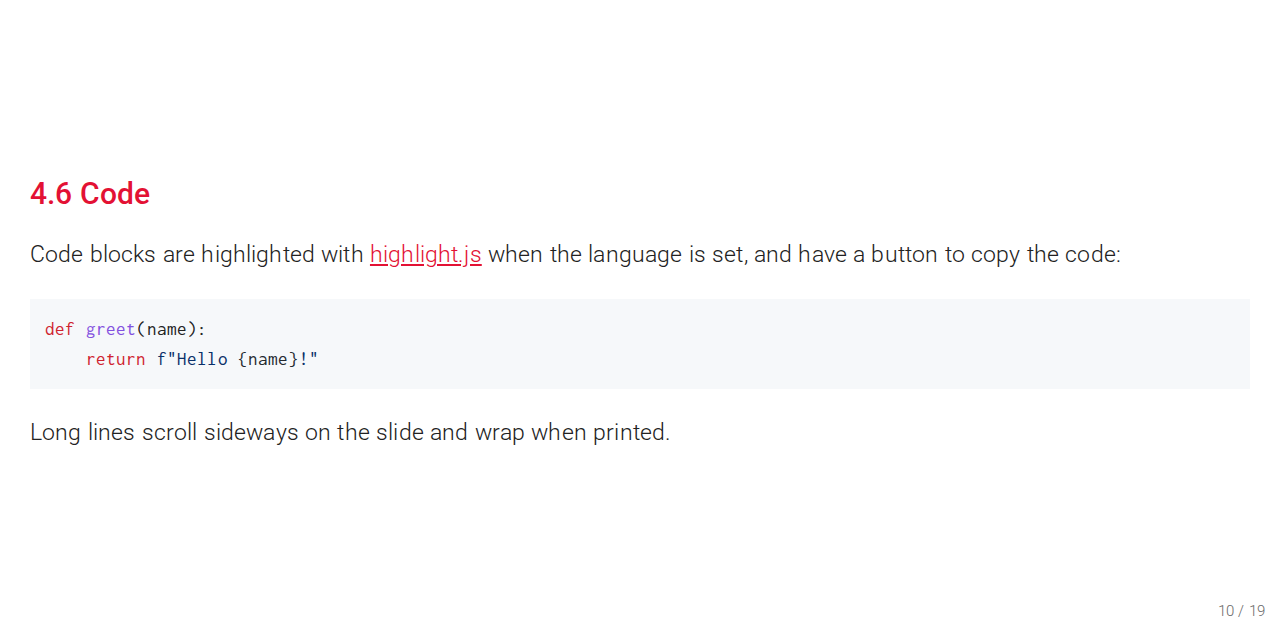 4.6 Code
Code blocks are highlighted with highlight.js when the language is set, and have a button to copy the code:
def greet(name):
    return f"Hello {name}!"
Long lines scroll sideways on the slide and wrap when printed.
10 / 19